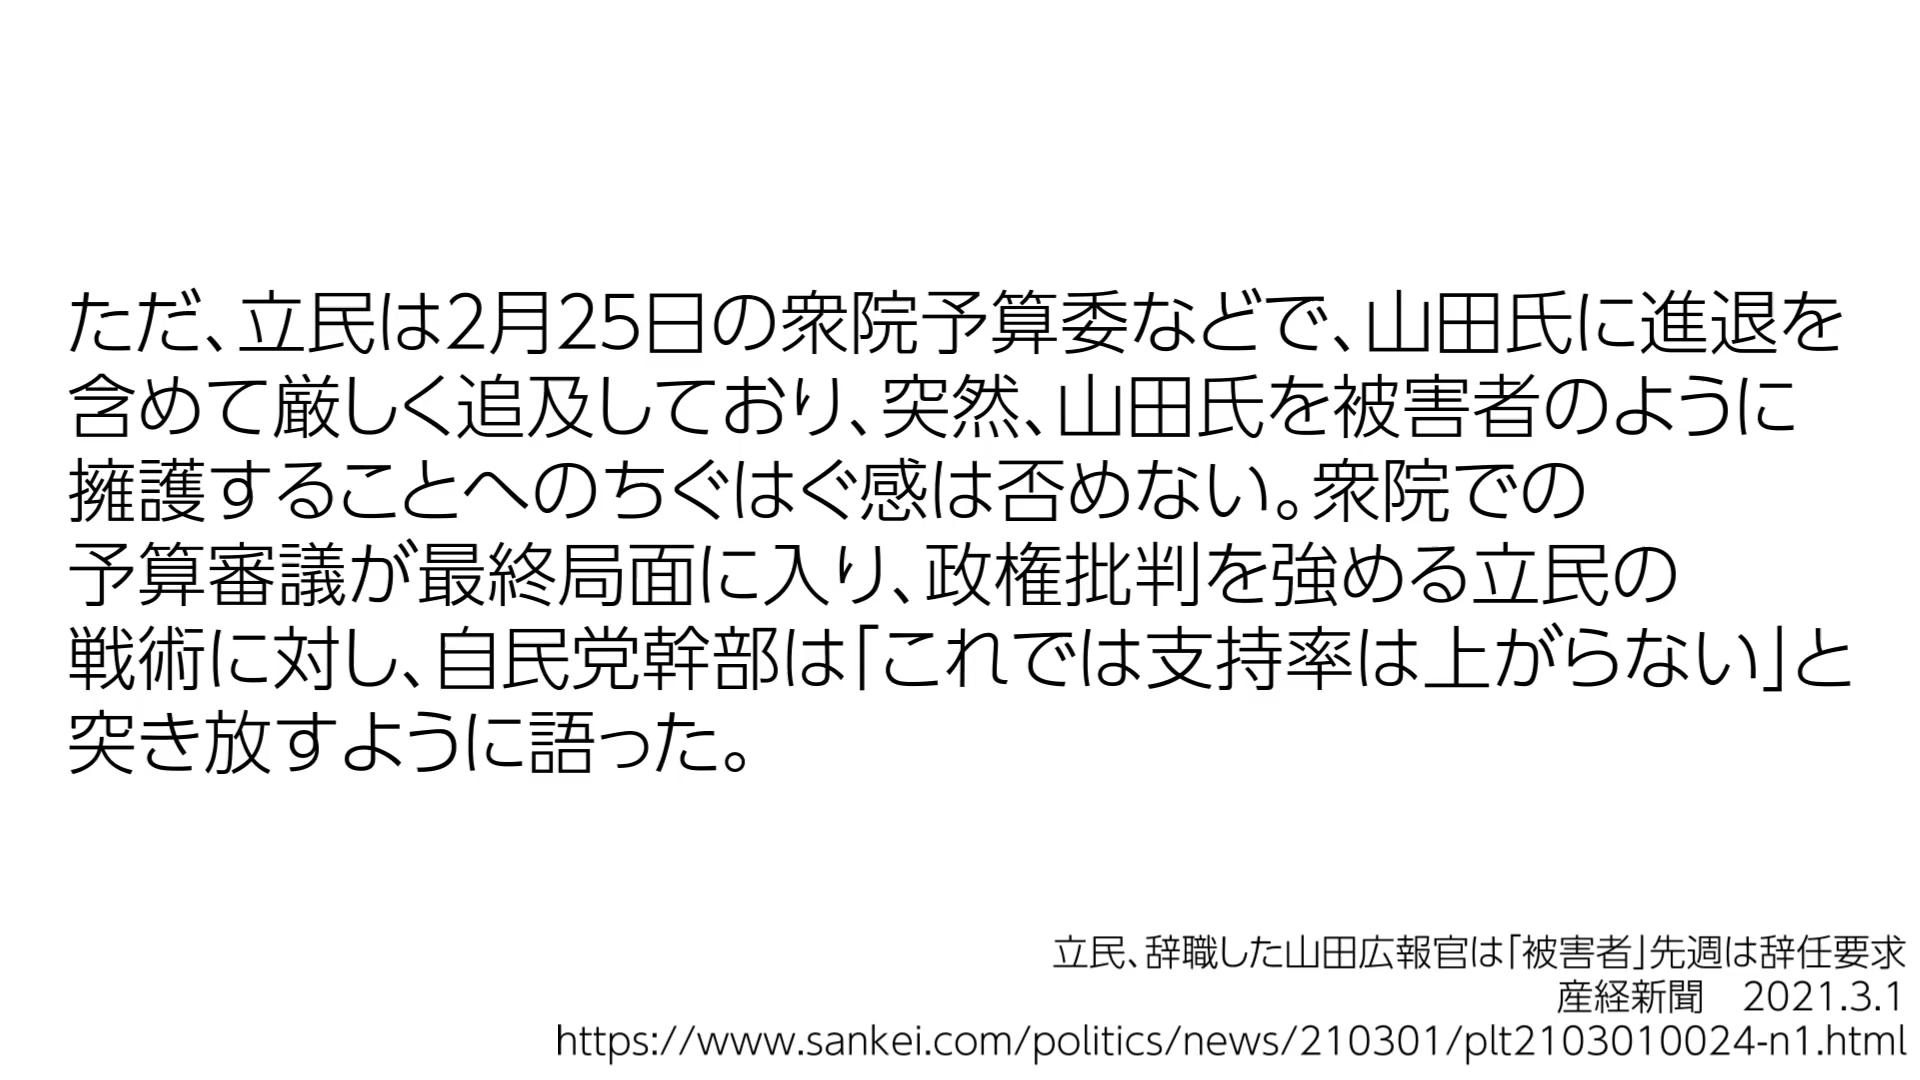 ただ、立民は2月25日の衆院予算委などで、山田氏に進退を
含めて厳しく追及しており、突然、山田氏を被害者のように
擁護することへのちぐはぐ感は否めない。衆院での
予算審議が最終局面に入り、政権批判を強める立民の
戦術に対し、自民党幹部は「これでは支持率は上がらない」と
突き放すように語った。
立民、辞職した山田広報官は「被害者」先週は辞任要求
産経新聞　2021.3.1
https://www.sankei.com/politics/news/210301/plt2103010024-n1.html